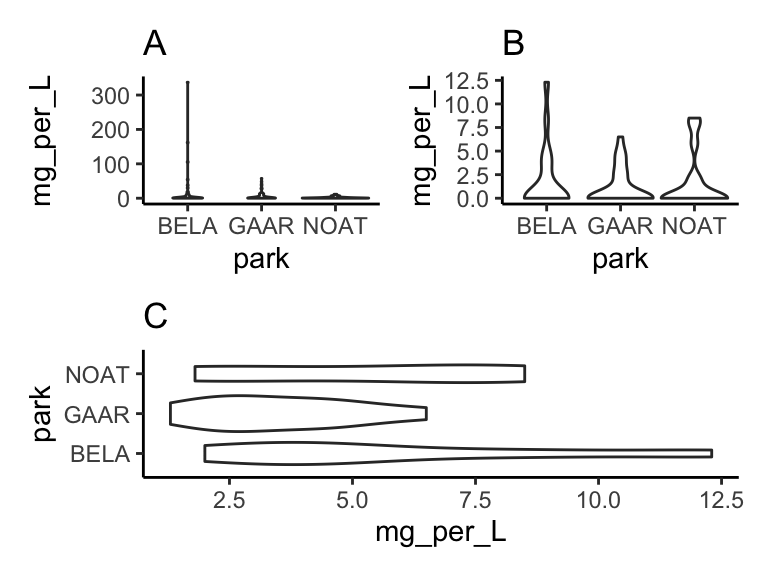 A
mg_per_L
300
200
100
0
BELA GAAR NOAT
park
B
mg_per_L
12.5
10.0
7.5
5.0
2.5
0.0
BELA GAAR NOAT
park
C
park
NOAT
GAAR
BELA
2.5 5.0 7.5 10.0 12.5
mg_per_L